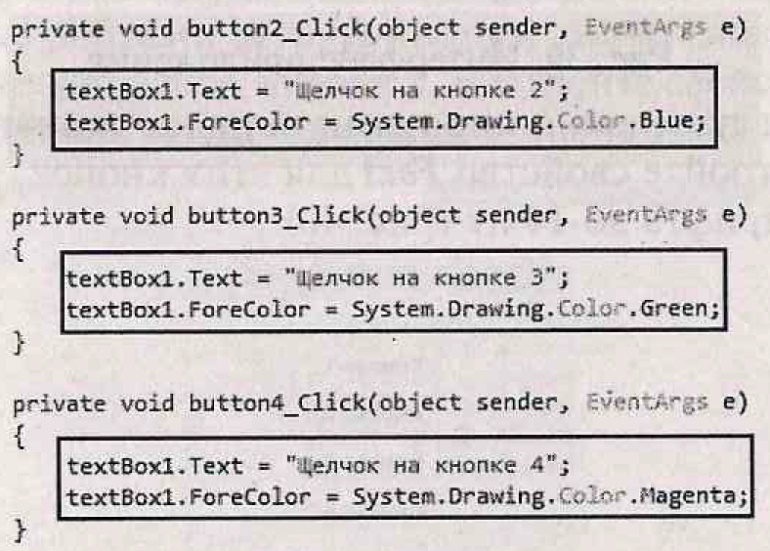 private void button2_Click(object sender, EventArgs e)
{
textBox1.Text = "Щелчок на кнопке 2";
textBox1.ForeColor = System.Drawing.Color.Blue;
}
private void button3_Click(object sender, EventArgs e)
{
textBox1.Text = "Щелчок на кнопке 3";
textBox1.ForeColor = System.Drawing.Color.Green;
}
private void button4_Click(object sender, EventArgs e)
{
textBox1.Text = "Щелчок на кнопке 4";
textBox1.ForeColor = System.Drawing.Color.Magenta;
}